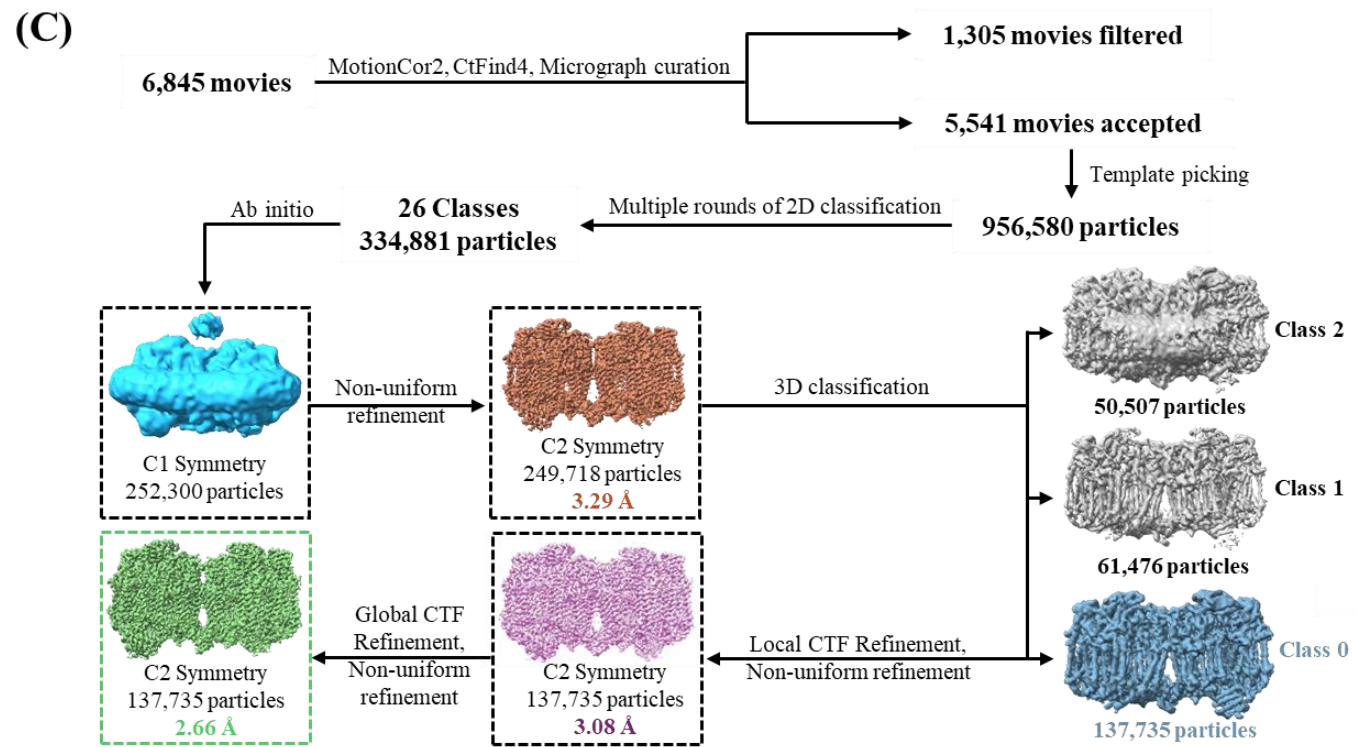 (C)
6,845 movies
MotionCor2, CtFind4, Micrograph curation
1,305 movies filtered
5,541 movies accepted
Template picking
956,580 particles
Multiple rounds of 2D classification
26 Classes
334,881 particles
Ab initio
C1 Symmetry
252,300 particles
Non-uniform
refinement
C2 Symmetry
249,718 particles
3.29 Å
3D classification
Class 2
50,507 particles
Class 1
61,476 particles
Class 0
137,735 particles
Local CTF Refinement,
Non-uniform refinement
C2 Symmetry
137,735 particles
3.08 Å
Global CTF
Refinement,
Non-uniform
refinement
C2 Symmetry
137,735 particles
2.66 Å